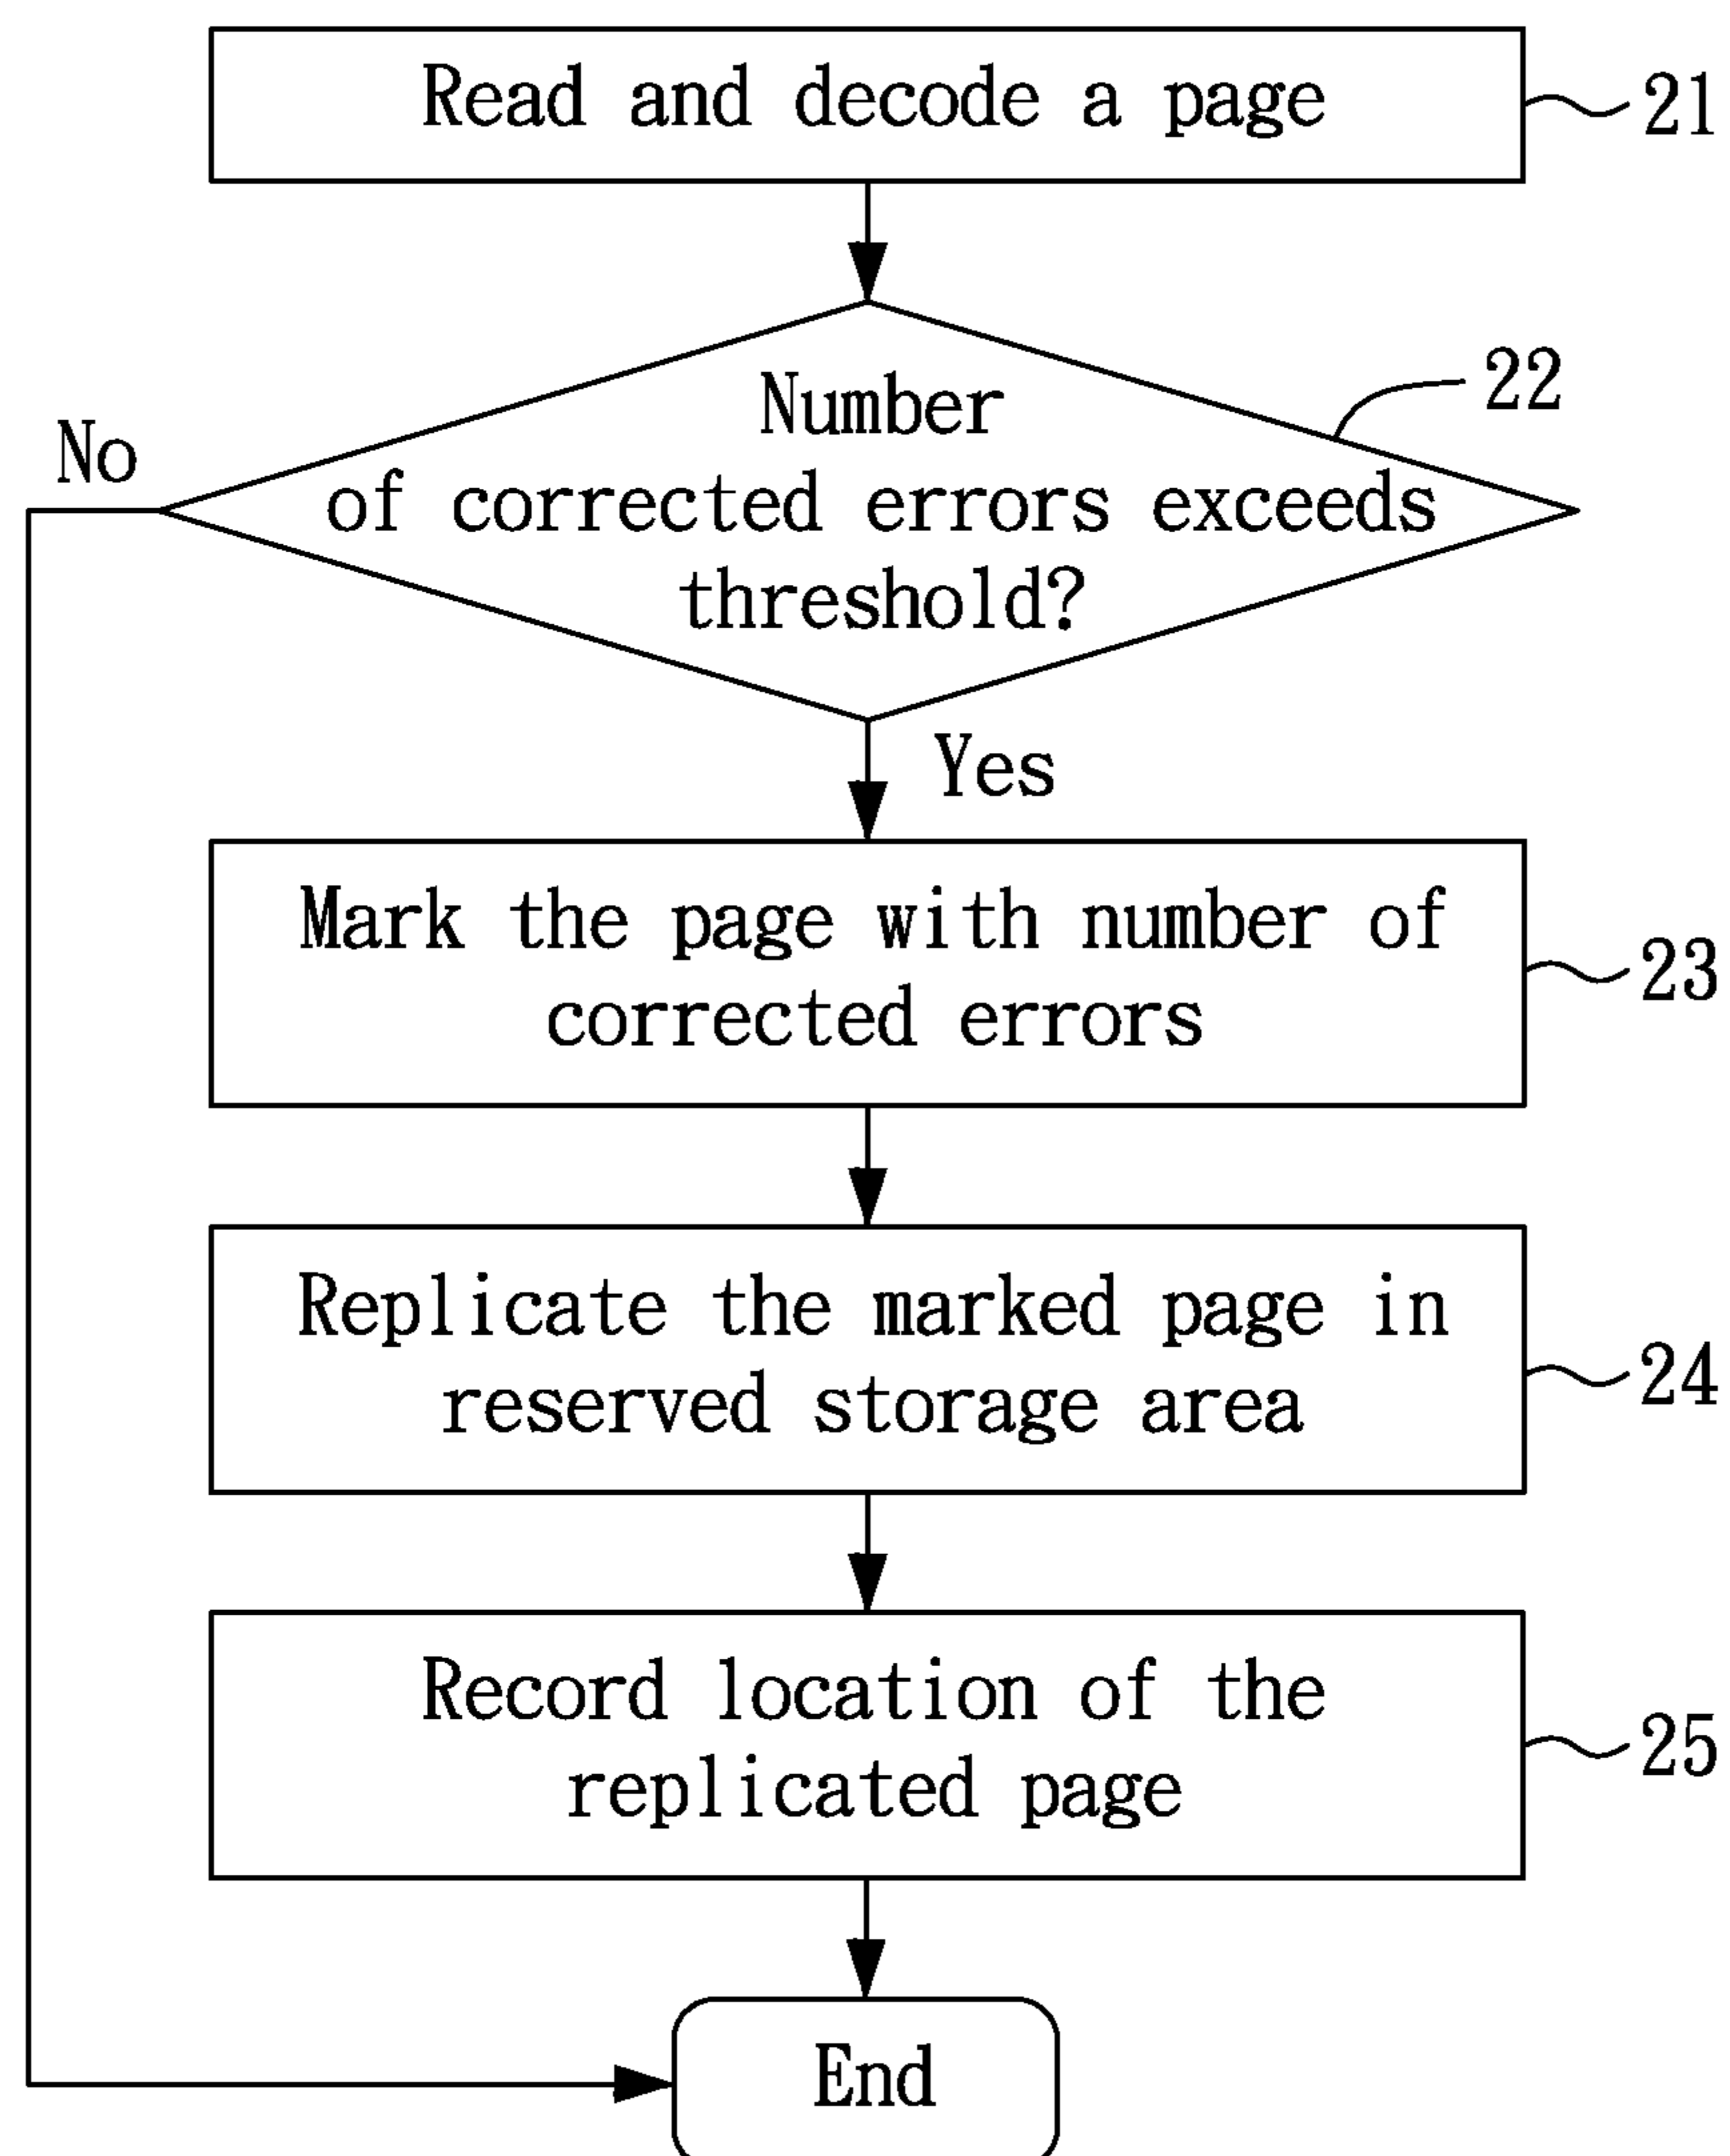 Read and decode a page
21
Number
22
No
of corrected errors exceeds
threshold?
Yes
Mark the page with number of
corrected errors
23
Replicate the marked page in
reserved storage area
24
Record location of the
replicated page
25
End